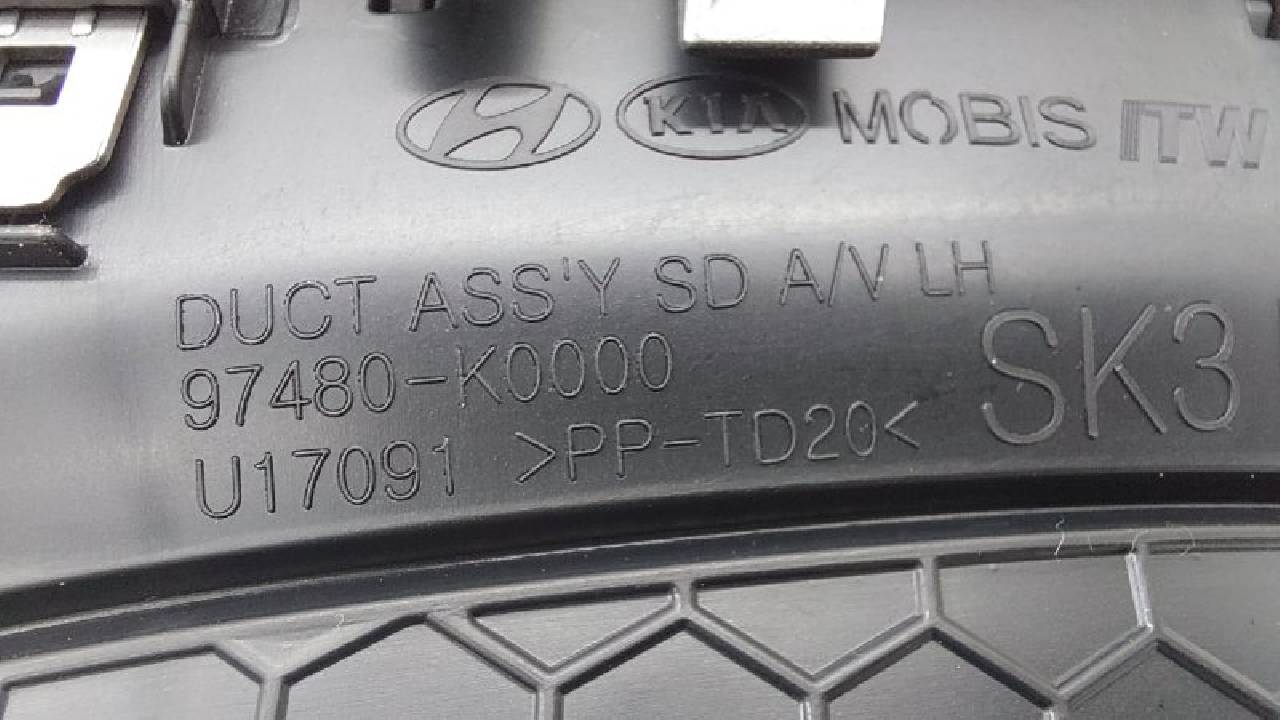 KIA MOBIS ITW
DUCT ASS'Y SD A/V LH
97480-K0000
SK3
U17091 >PP-TD20<